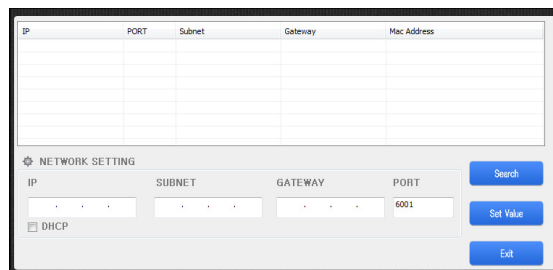 IP PORT Subnet Gateway Mac Address
NETWORK SETTING
IP SUBNET GATEWAY PORT
. . . . . . . . . 6001
DHCP
Search
Set Value
Exit